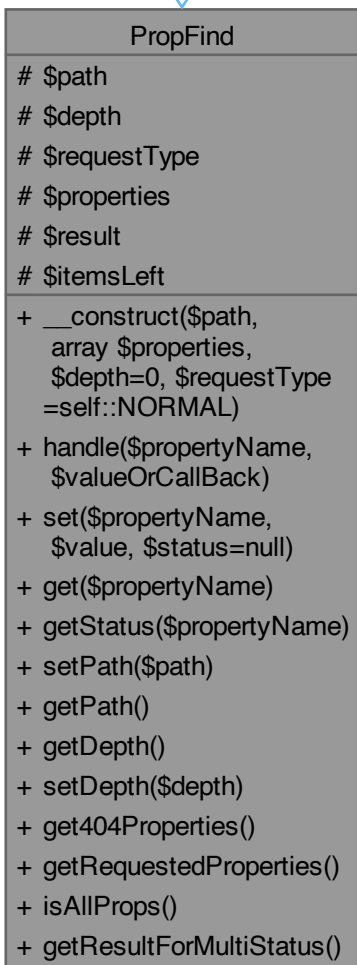 PropFind
# $path
# $depth
# $requestType
# $properties
# $result
# $itemsLeft
+ __construct($path,
array $properties,
$depth=0, $requestType
=self::NORMAL)
+ handle($propertyName,
$valueOrCallBack)
+ set($propertyName,
$value, $status=null)
+ get($propertyName)
+ getStatus($propertyName)
+ setPath($path)
+ getPath()
+ getDepth()
+ setDepth($depth)
+ get404Properties()
+ getRequestedProperties()
+ isAllProps()
+ getResultForMultiStatus()